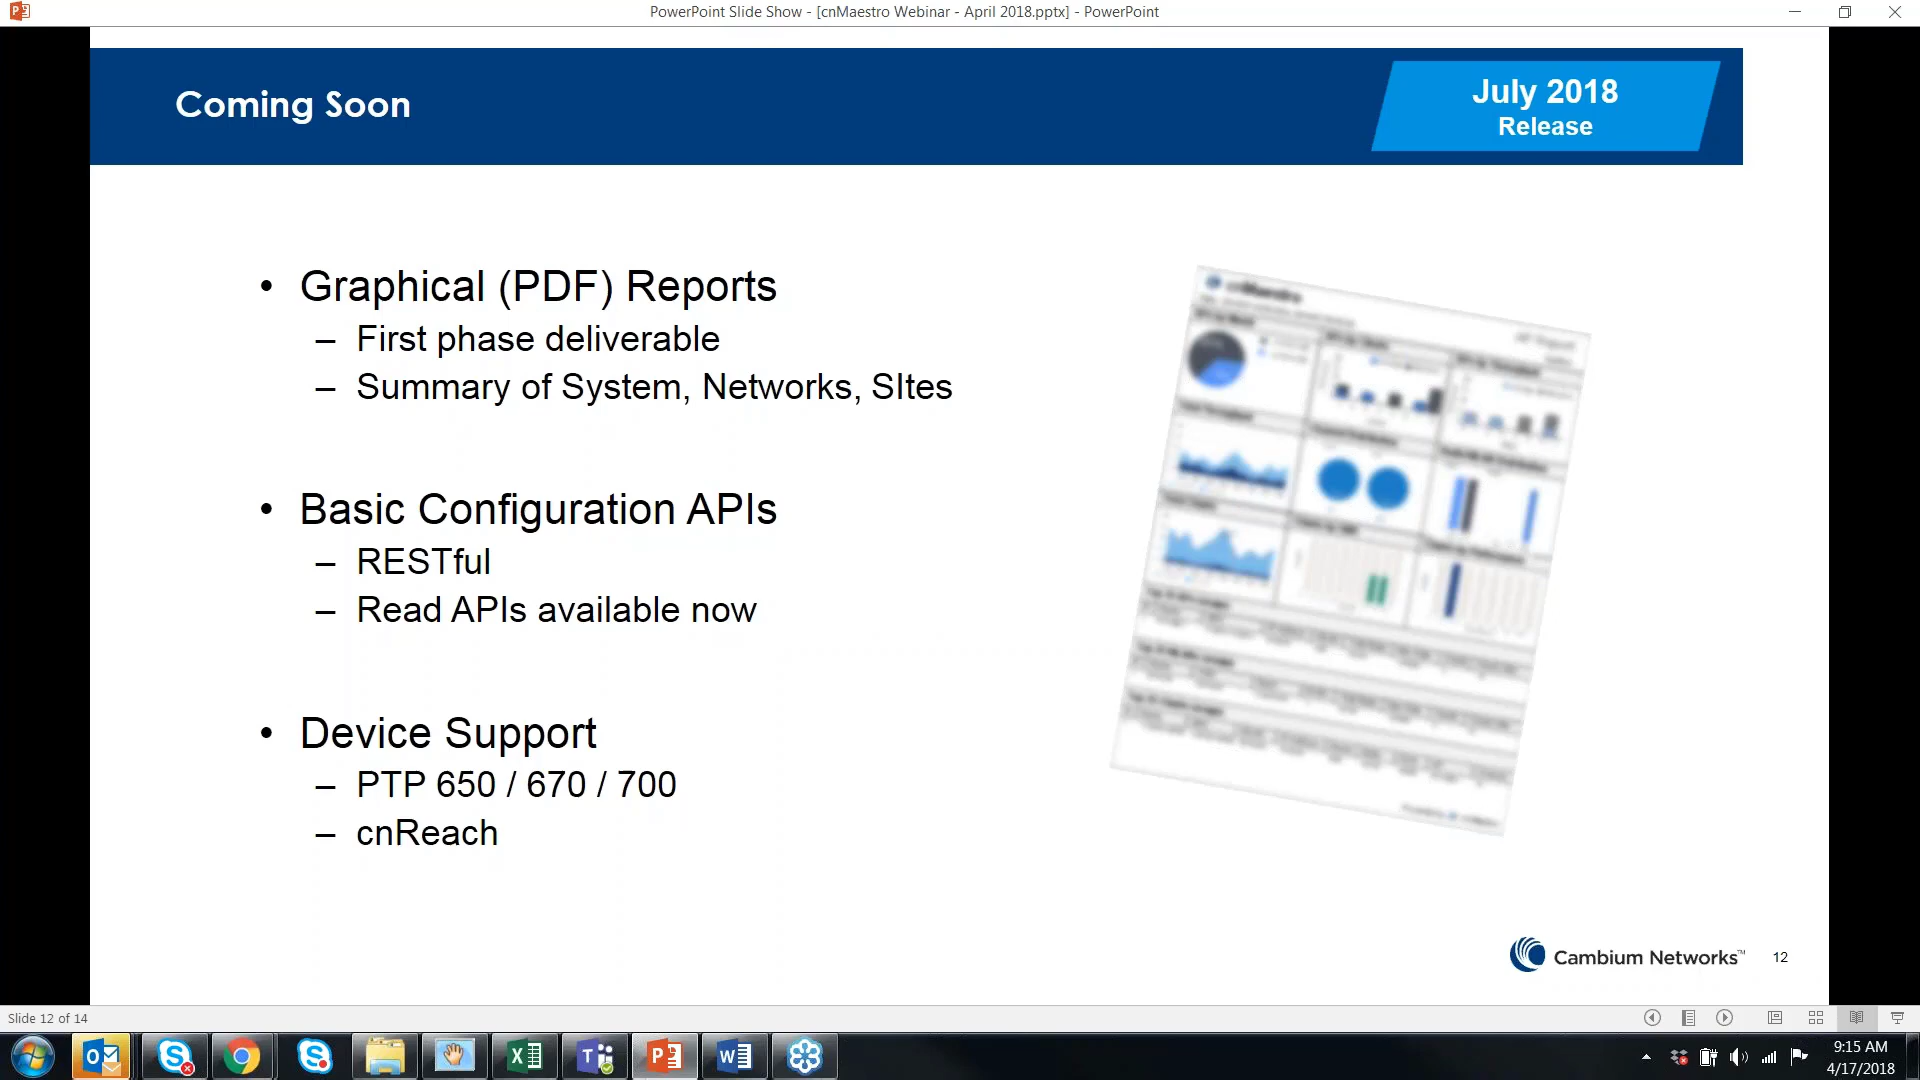 PowerPoint Slide Show - [cnMaestro Webinar - April 2018.pptx] - PowerPoint
Coming Soon
July 2018
Release
• Graphical (PDF) Reports
– First phase deliverable
– Summary of System, Networks, SItes
• Basic Configuration APIs
– RESTful
– Read APIs available now
• Device Support
– PTP 650 / 670 / 700
– cnReach
cnMaestro
Cambium Networks™
12
Slide 12 of 14
9:15 AM
4/17/2018